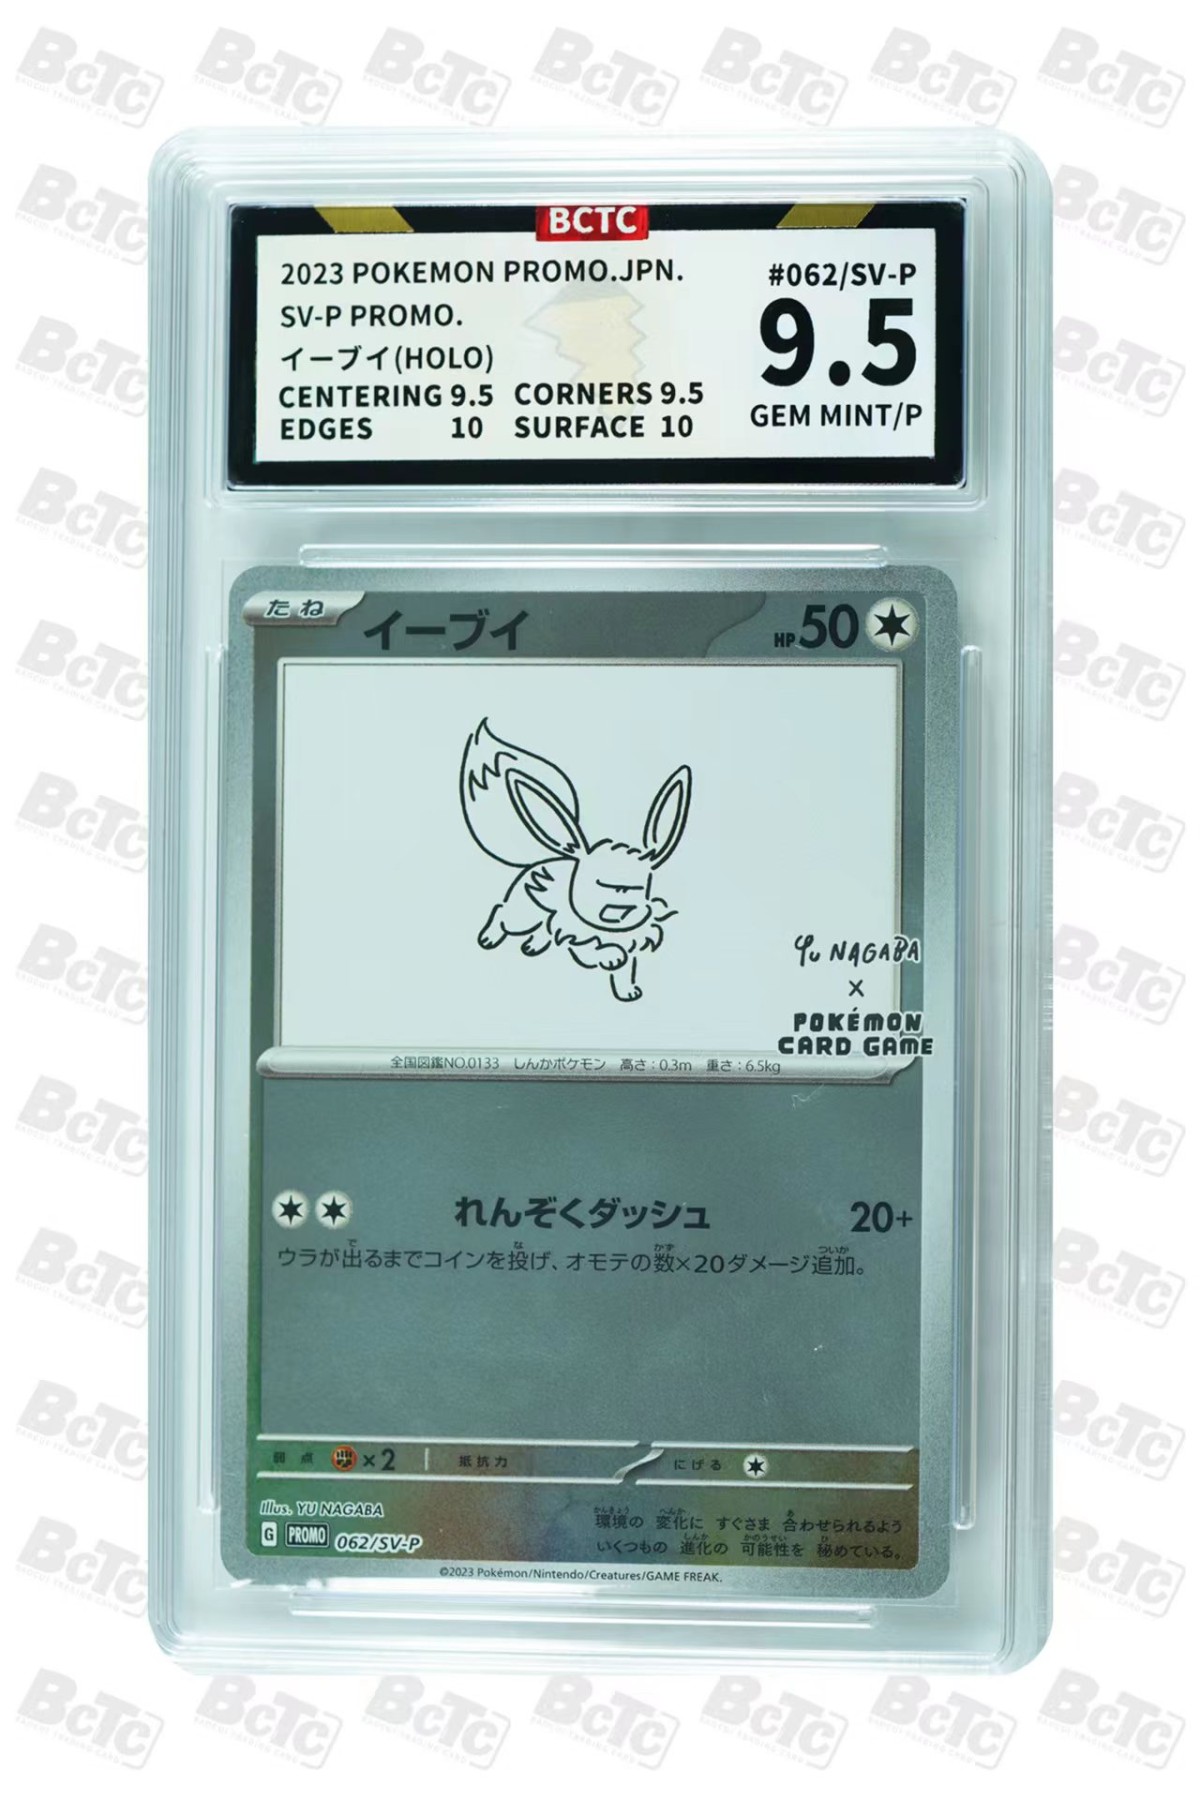 BCTC
2023 POKEMON PROMO.JPN.
#062/SV-P
SV-P PROMO.
9.5
イーブイ(HOLO)
CENTERING 9.5 CORNERS 9.5
EDGES 10 SURFACE 10
GEM MINT/P
たね
イーブイ
HP50
Yu NAGABA
×
POKÉMON
CARD GAME
全国図鑑NO.0133 しんかポケモン 高さ:0.3m 重さ:6.5kg
れんぞくダッシュ 20+
ウラが出るまでコインを投げ、オモテの数×20ダメージ追加。
弱点 ×2 抵抗力 にげる
Illus. YU NAGABA
G PROMO 062/SV-P
環境の 変化に すぐさま 合わせられるよう
いくつもの 進化の 可能性を 秘めている。
©2023 Pokémon/Nintendo/Creatures/GAME FREAK.